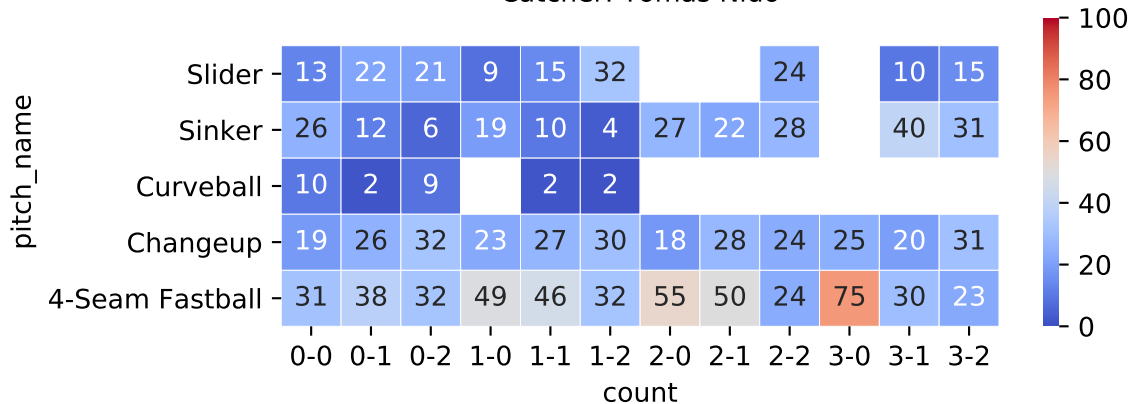 Catcher: Tomas Nido
100
Slider 13 22 21 9 15 32 24 10 15
80
Sinker 26 12 6 19 10 4 27 22 28 40 31
60
pitch_name
Curveball 10 2 9 2 2
40
Changeup 19 26 32 23 27 30 18 28 24 25 20 31
20
4-Seam Fastball 31 38 32 49 46 32 55 50 24 75 30 23
0
0-0 0-1 0-2 1-0 1-1 1-2 2-0 2-1 2-2 3-0 3-1 3-2
count